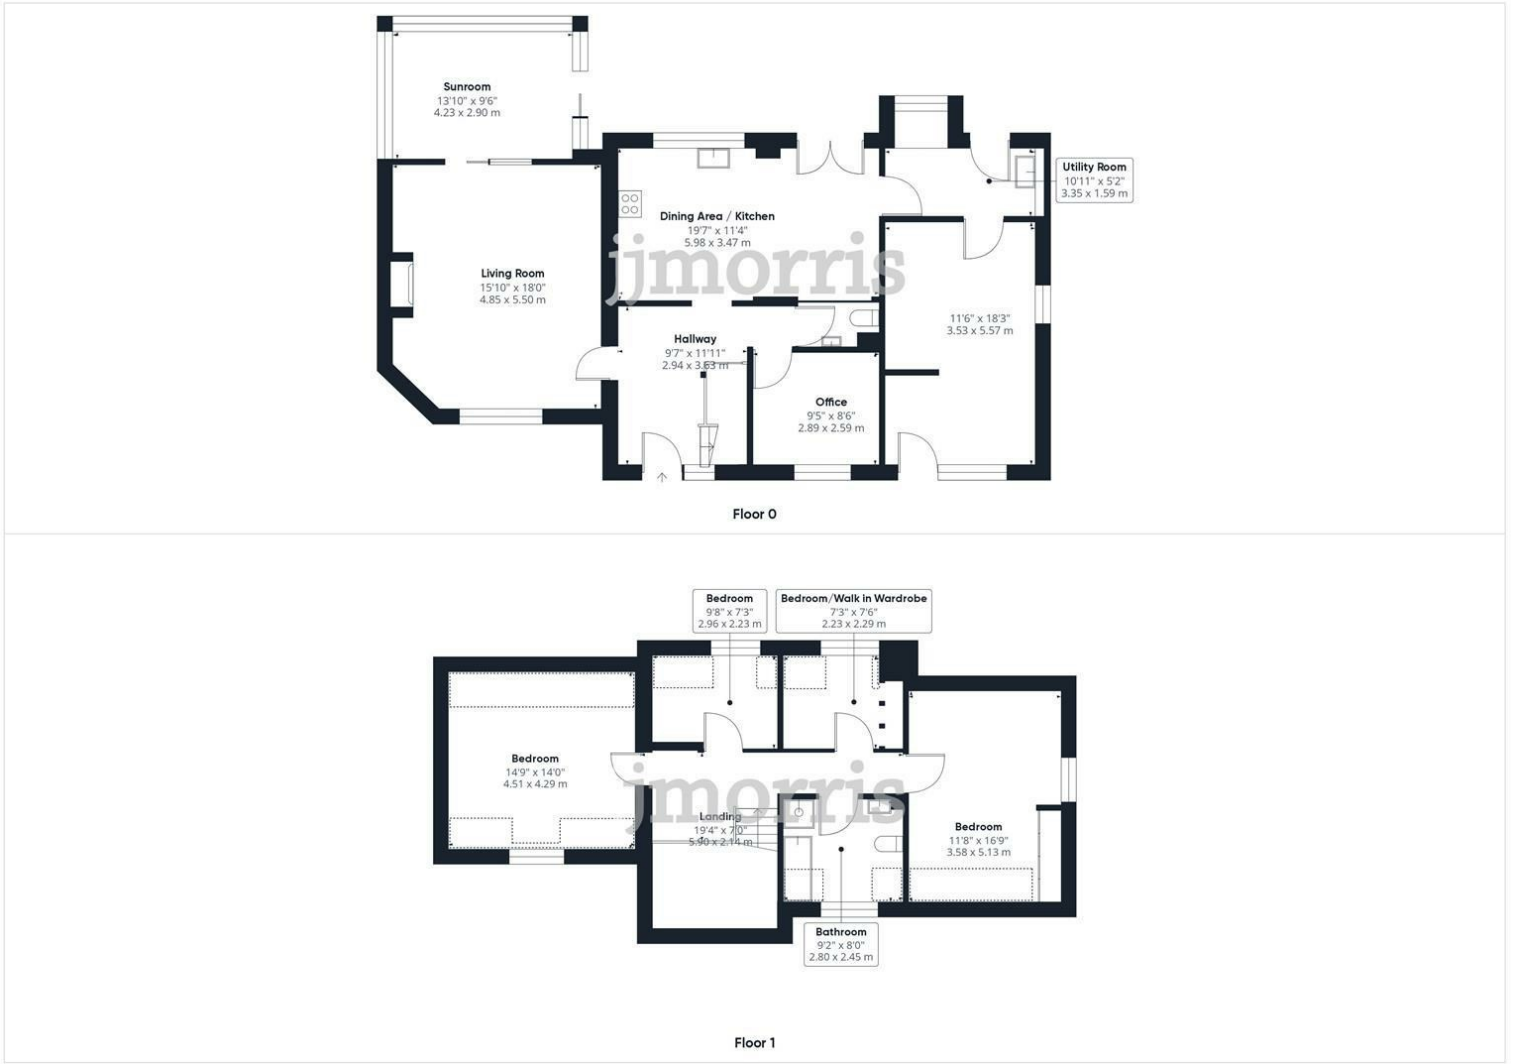 Sunroom
13'10" x 9'6"
4.23 x 2.90 m
Utility Room
10'11" x 5'2"
3.35 x 1.59 m
Dining Area / Kitchen
19'7" x 11'4"
5.98 x 3.47 m
jjmorris
Living Room
15'10" x 18'0"
4.85 x 5.50 m
11'6" x 18'3"
3.53 x 5.57 m
Hallway
9'7" x 11'11"
2.94 x 3.63 m
Office
9'5" x 8'6"
2.89 x 2.59 m
Floor 0
Bedroom
9'8" x 7'3"
2.96 x 2.23 m
Bedroom/Walk in Wardrobe
7'3" x 7'6"
2.23 x 2.29 m
Bedroom
14'9" x 14'0"
4.51 x 4.29 m
jjmorris
Landing
19'4" x 7'0"
5.90 x 2.14 m
Bedroom
11'8" x 16'9"
3.58 x 5.13 m
Bathroom
9'2" x 8'0"
2.80 x 2.45 m
Floor 1